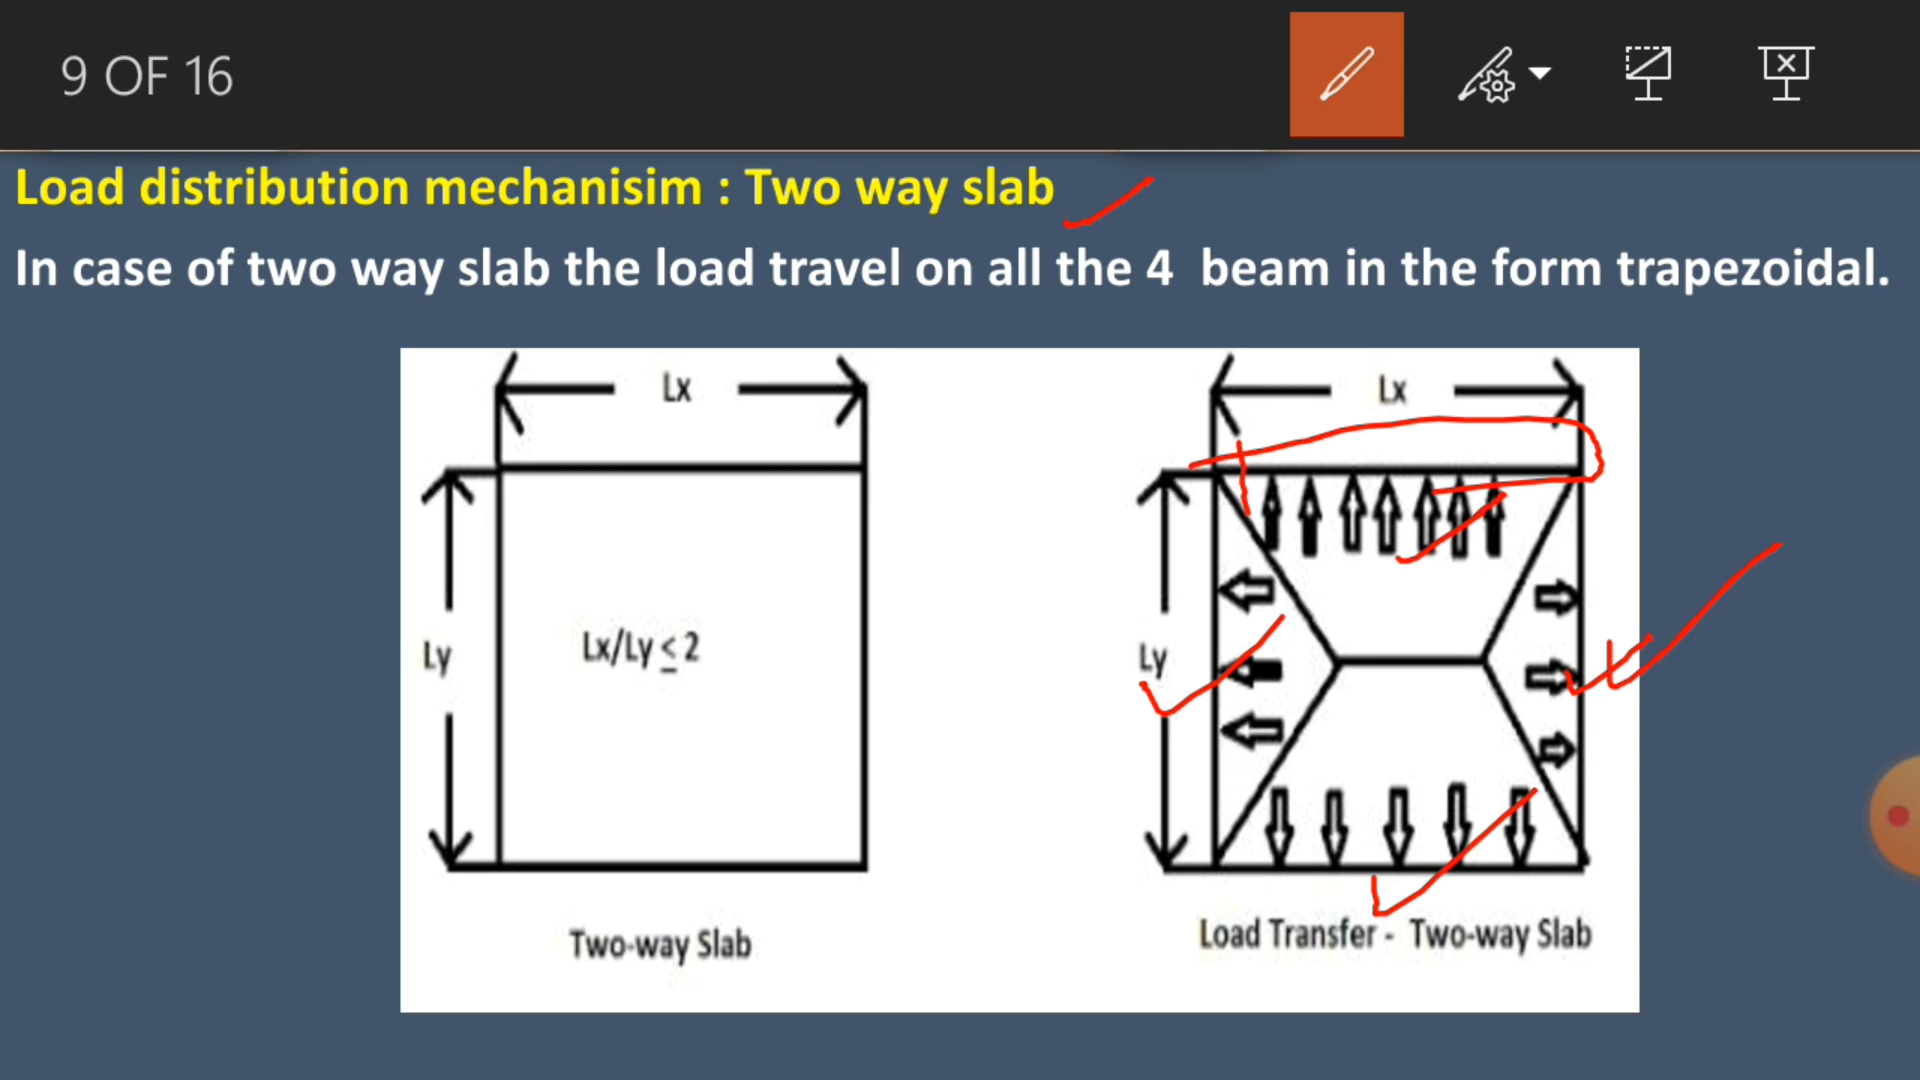 9 OF 16
Load distribution mechanisim : Two way slab
In case of two way slab the load travel on all the 4 beam in the form trapezoidal.
Lx
Lx
Ly
Lx/Ly ≤ 2
Ly
Two-way Slab
Load Transfer - Two-way Slab